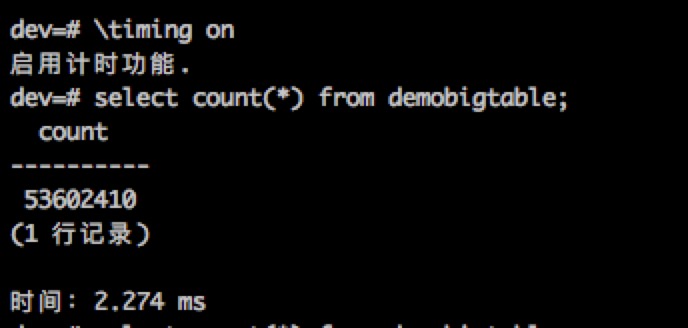 dev=# \timing on
启用计时功能.
dev=# select count(*) from demobigtable;
count
----------
53602410
(1 行记录)
时间: 2.274 ms